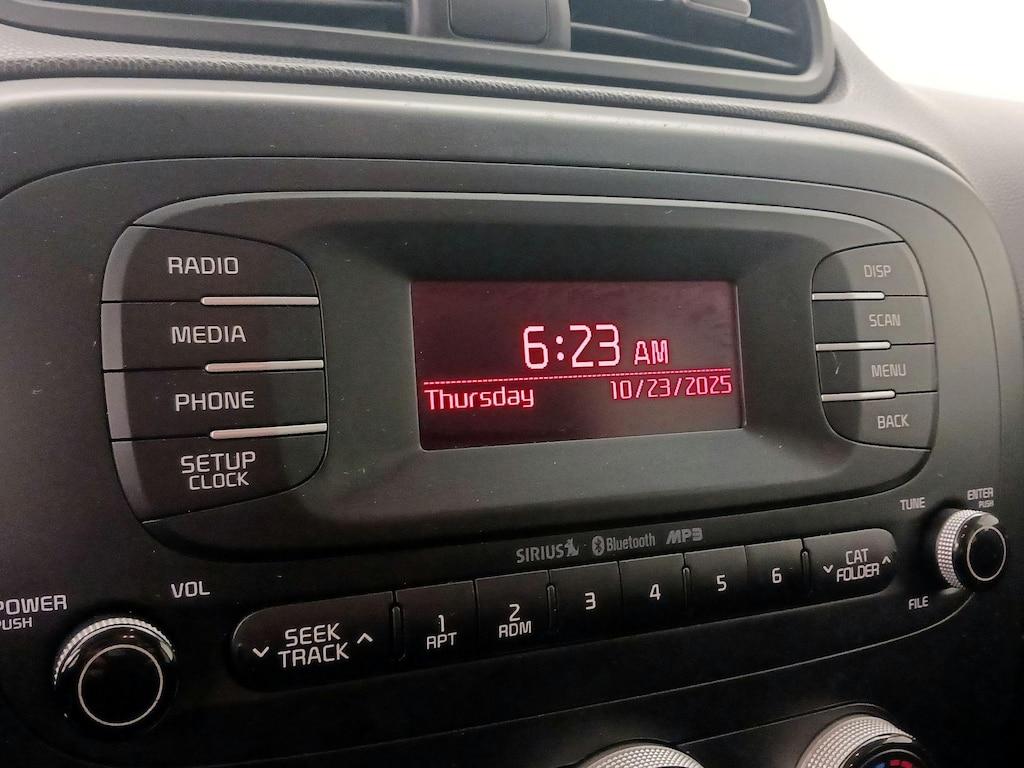 RADIO
MEDIA
PHONE
SETUP
CLOCK
6:23 AM
Thursday 10/23/2025
DISP
SCAN
MENU
BACK
SIRIUS Bluetooth MP3
TUNE
ENTER
PUSH
POWER
PUSH
VOL
SEEK
TRACK
1
RPT
2
RDM
3
4
5
6
CAT
FOLDER
FILE